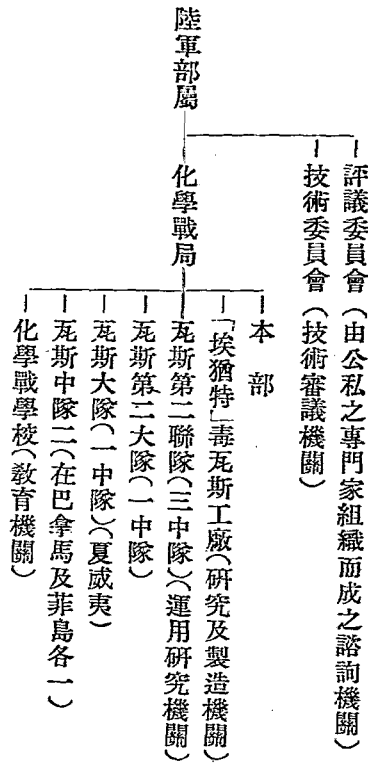 陸軍部屬
評議委員會（由公私之專門家組織而成之諮詢機關）
技術委員會（技術審議機關）
化學戰局
本部
「埃猶特」毒瓦斯工廠（研究及製造機關）
瓦斯第二聯隊（三中隊）（運用研究機關）
瓦斯第二大隊（一中隊）
瓦斯大隊（一中隊）（夏威夷）
瓦斯中隊二（在巴拿馬及菲島各一）
化學戰學校（教育機關）